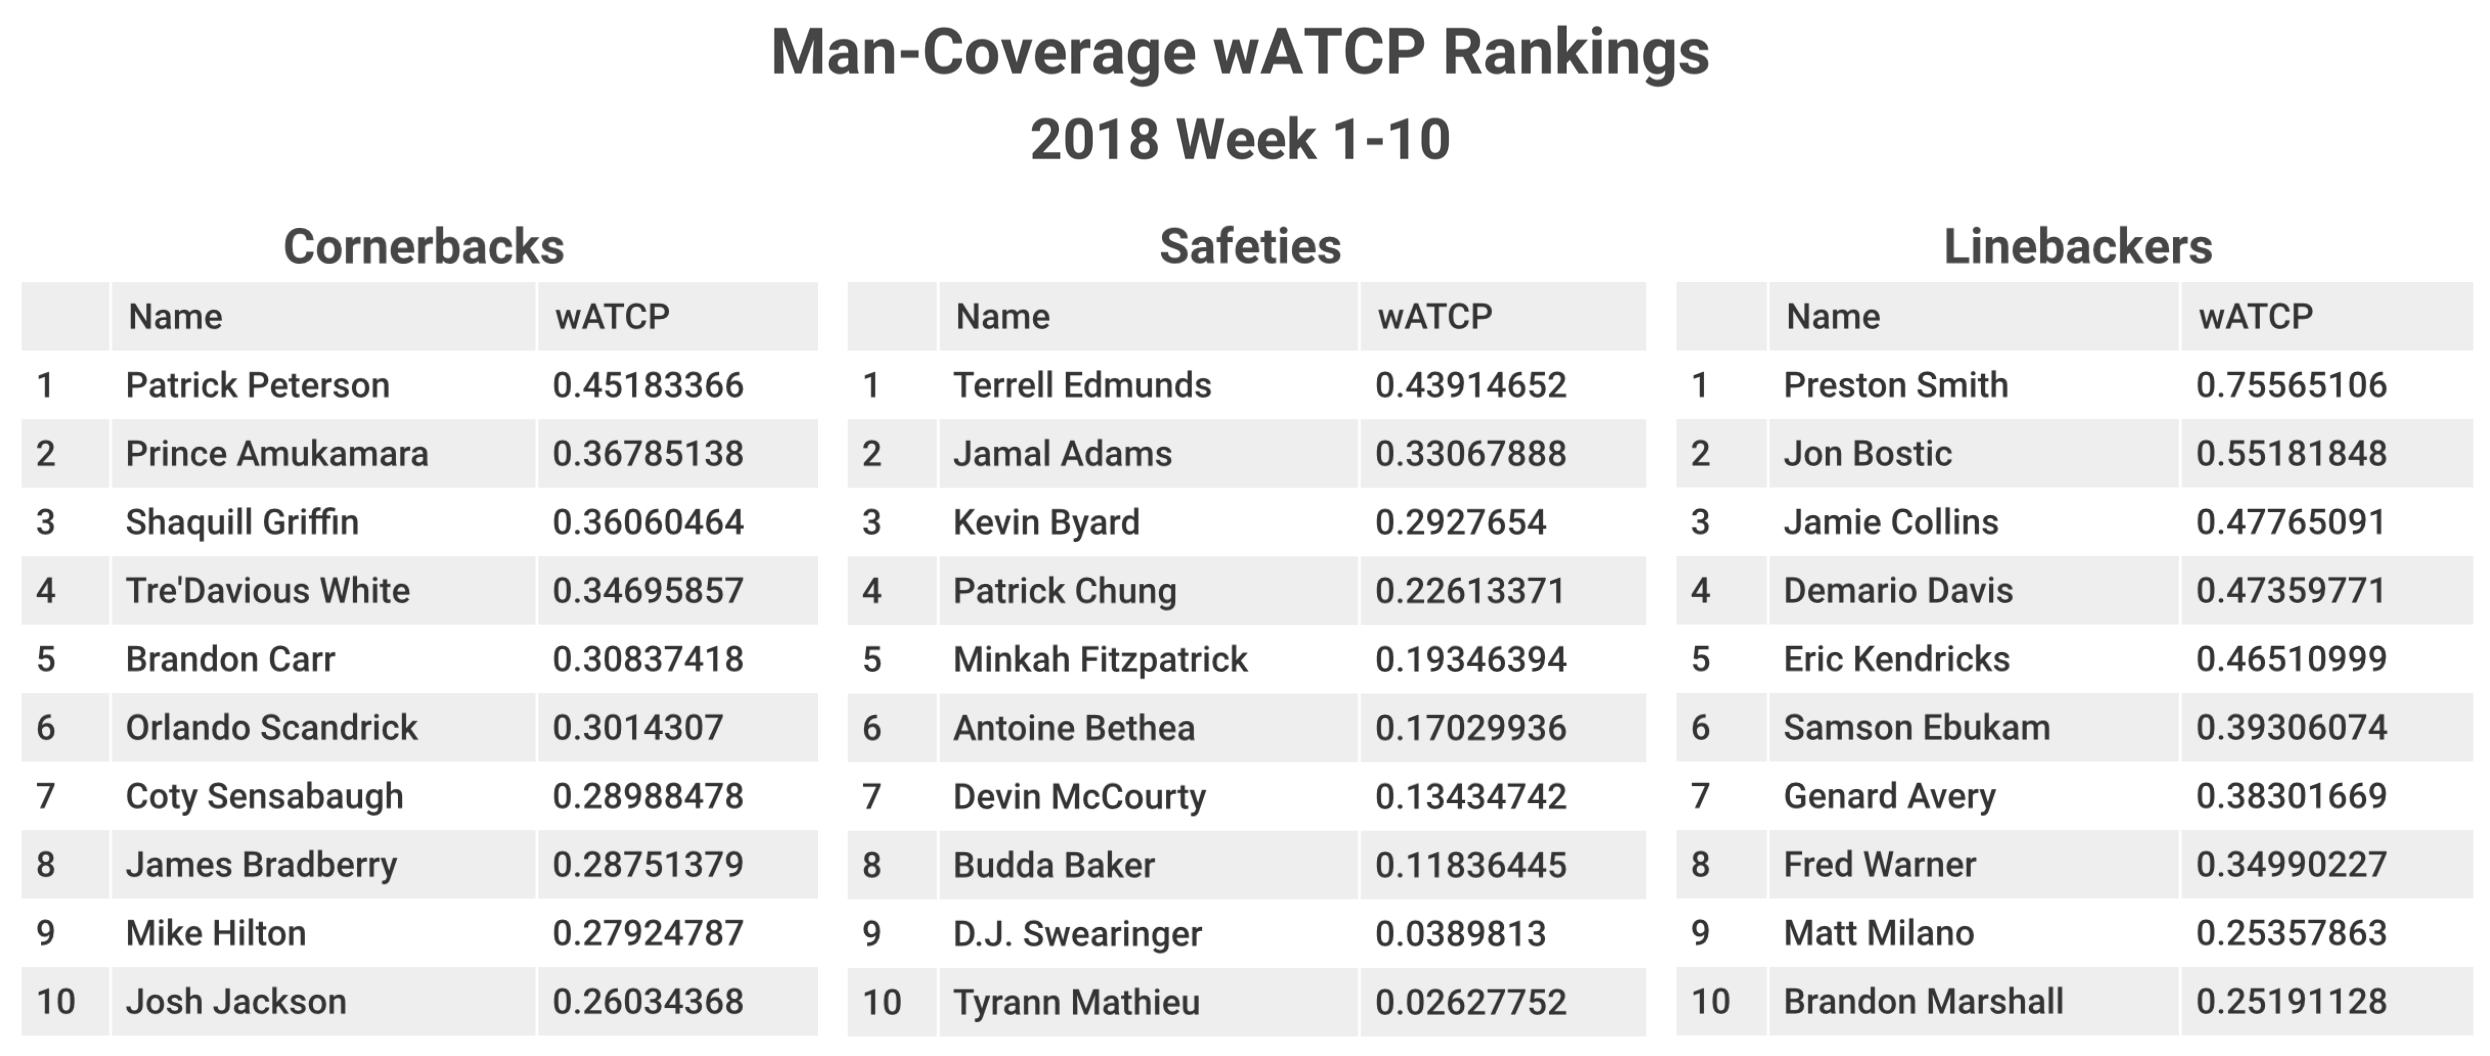 Man-Coverage wATCP Rankings
2018 Week 1-10
Cornerbacks
Name wATCP
1 Patrick Peterson 0.45183366
2 Prince Amukamara 0.36785138
3 Shaquill Griffin 0.36060464
4 Tre'Davious White 0.34695857
5 Brandon Carr 0.30837418
6 Orlando Scandrick 0.3014307
7 Coty Sensabaugh 0.28988478
8 James Bradberry 0.28751379
9 Mike Hilton 0.27924787
10 Josh Jackson 0.26034368
Safeties
Name wATCP
1 Terrell Edmunds 0.43914652
2 Jamal Adams 0.33067888
3 Kevin Byard 0.2927654
4 Patrick Chung 0.22613371
5 Minkah Fitzpatrick 0.19346394
6 Antoine Bethea 0.17029936
7 Devin McCourty 0.13434742
8 Budda Baker 0.11836445
9 D.J. Swearinger 0.0389813
10 Tyrann Mathieu 0.02627752
Linebackers
Name wATCP
1 Preston Smith 0.75565106
2 Jon Bostic 0.55181848
3 Jamie Collins 0.47765091
4 Demario Davis 0.47359771
5 Eric Kendricks 0.46510999
6 Samson Ebukam 0.39306074
7 Genard Avery 0.38301669
8 Fred Warner 0.34990227
9 Matt Milano 0.25357863
10 Brandon Marshall 0.25191128